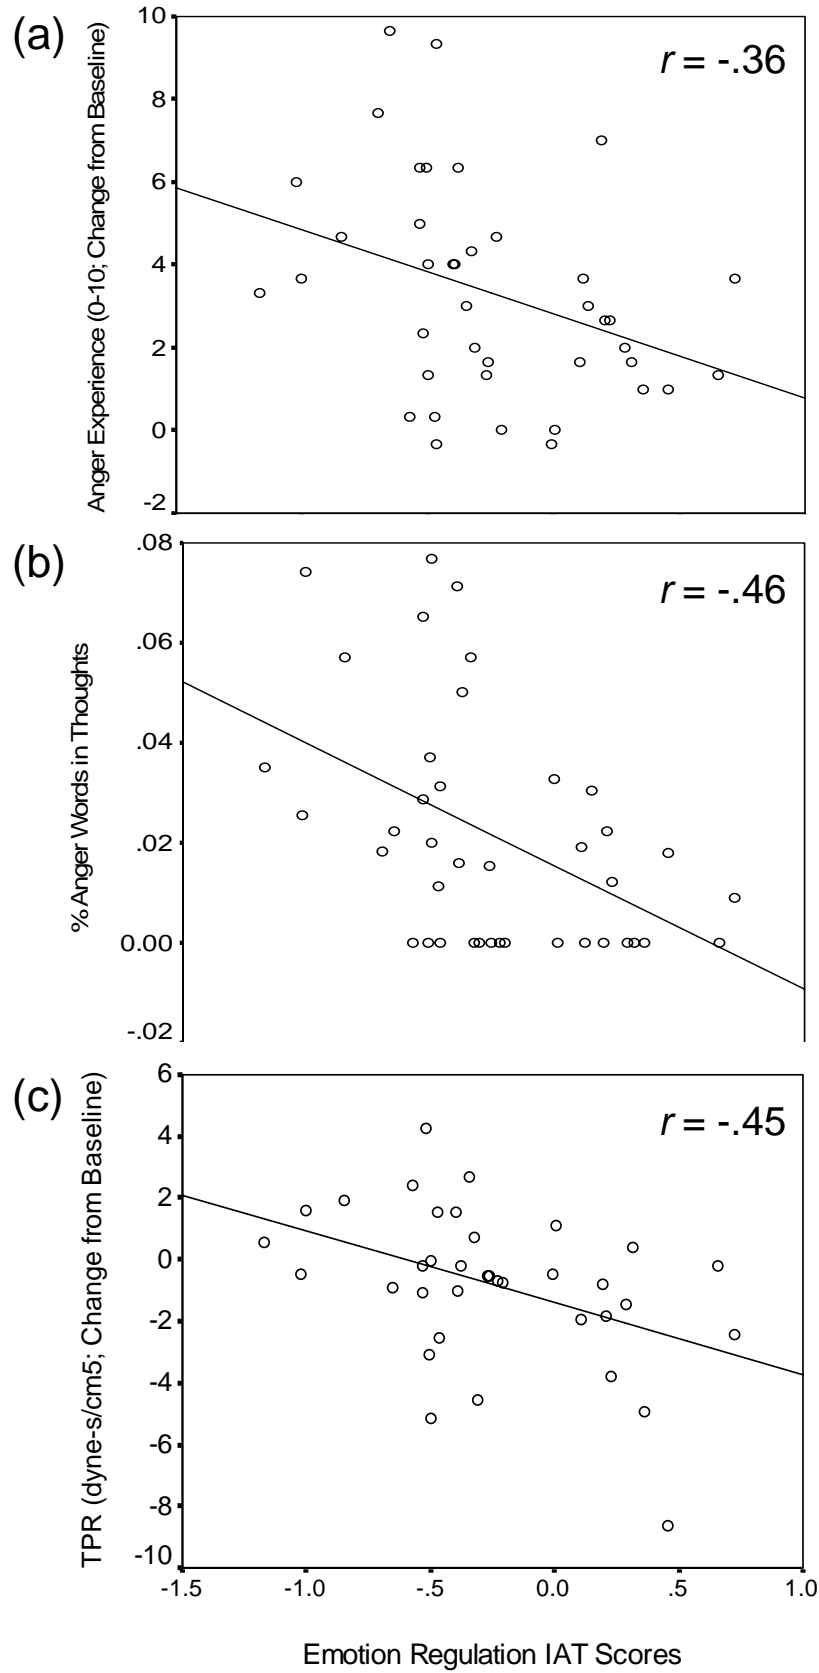 (a)
Anger Experience (0-10; Change from Baseline)
10
8
6
4
2
0
-2
r = -.36
(b)
% Anger Words in Thoughts
.08
.06
.04
.02
0.00
-.02
r = -.46
(c)
TPR (dyne-s/cm5; Change from Baseline)
6
4
2
0
-2
-4
-6
-8
-10
r = -.45
-1.5 -1.0 -.5 0.0 .5 1.0
Emotion Regulation IAT Scores